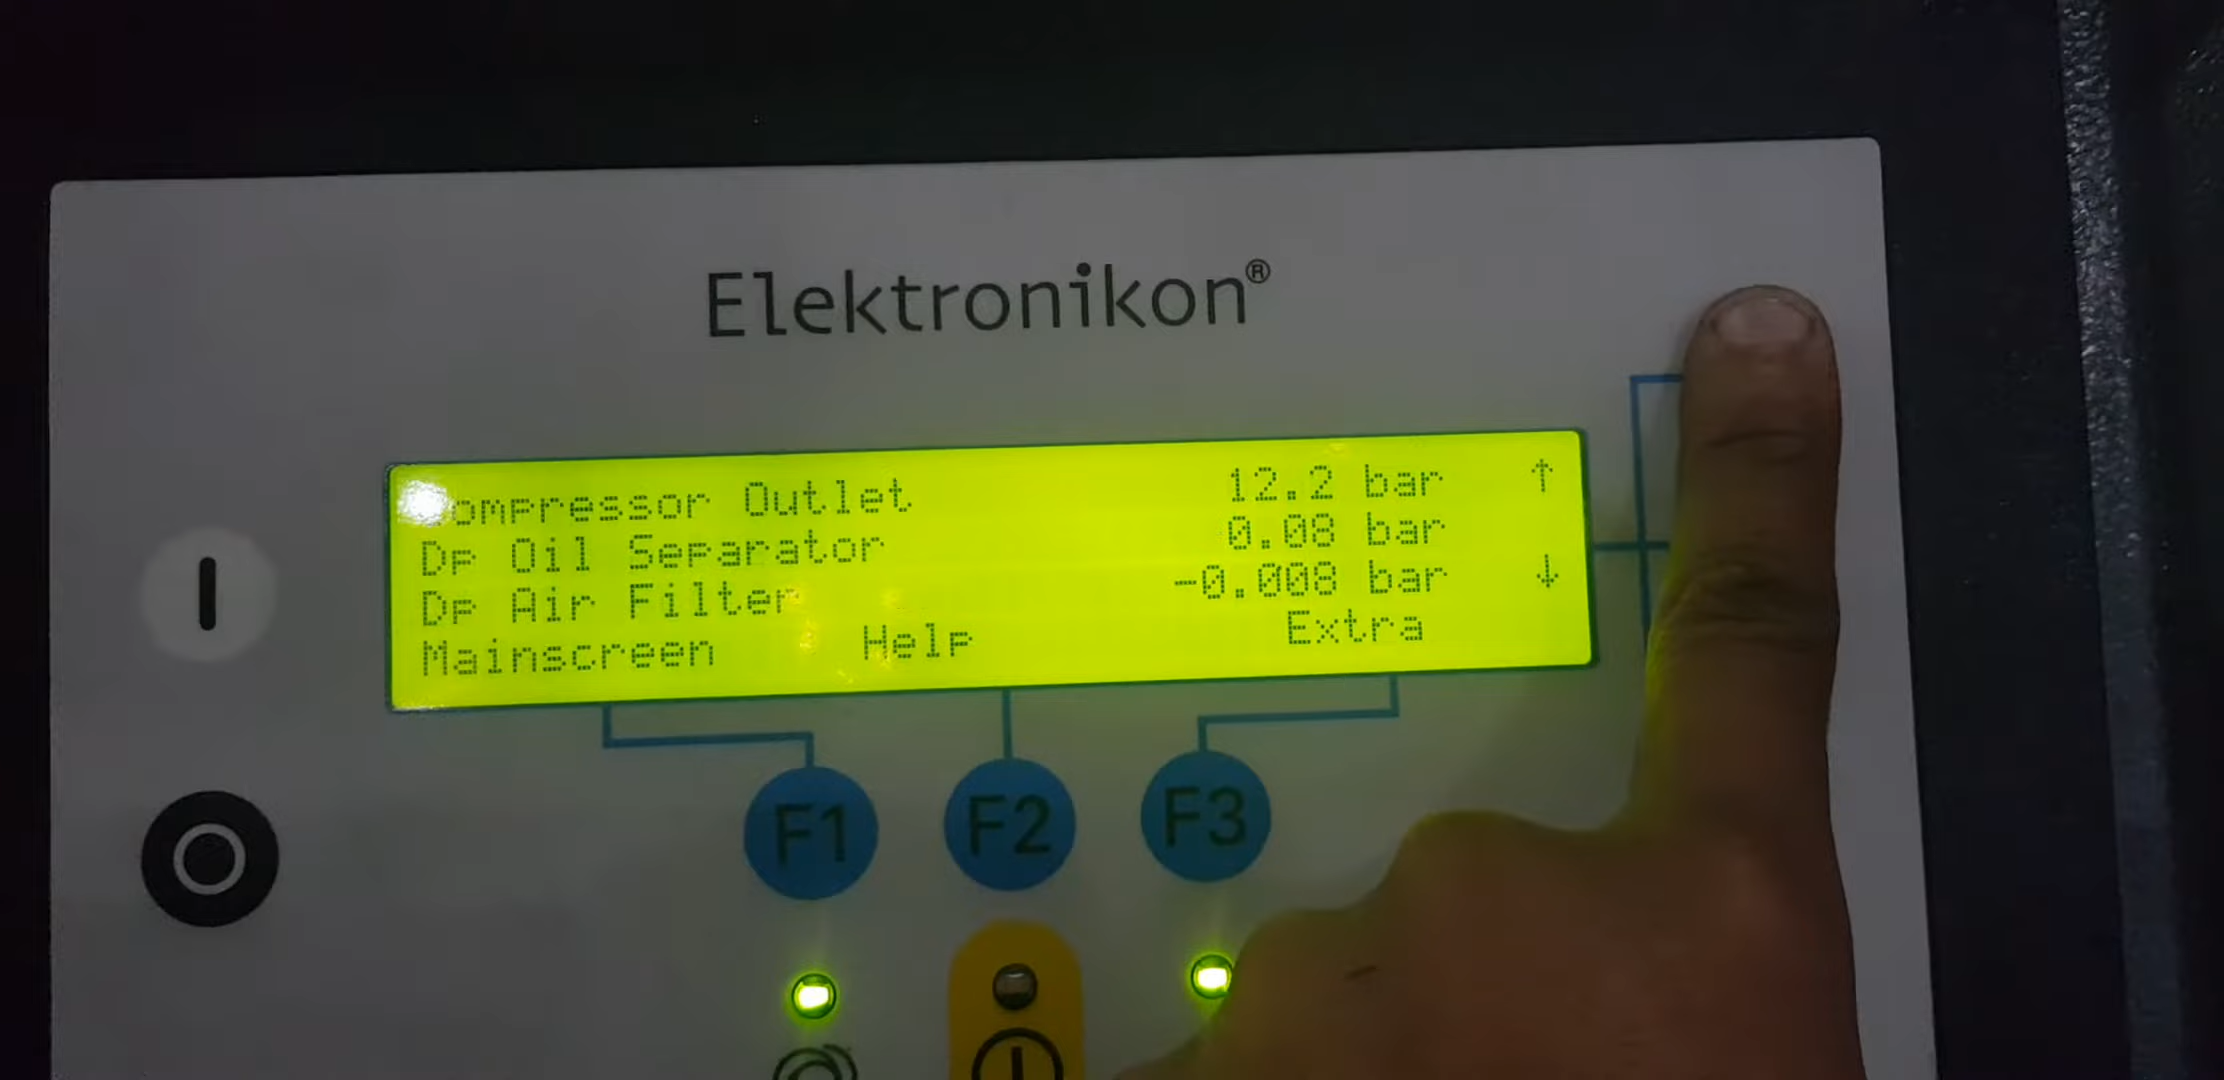 Elektronikon®
Compressor Outlet 12.2 bar ↑
Dp Oil Separator 0.08 bar
Dp Air Filter -0.008 bar ↓
Mainscreen Help Extra
F1 F2 F3